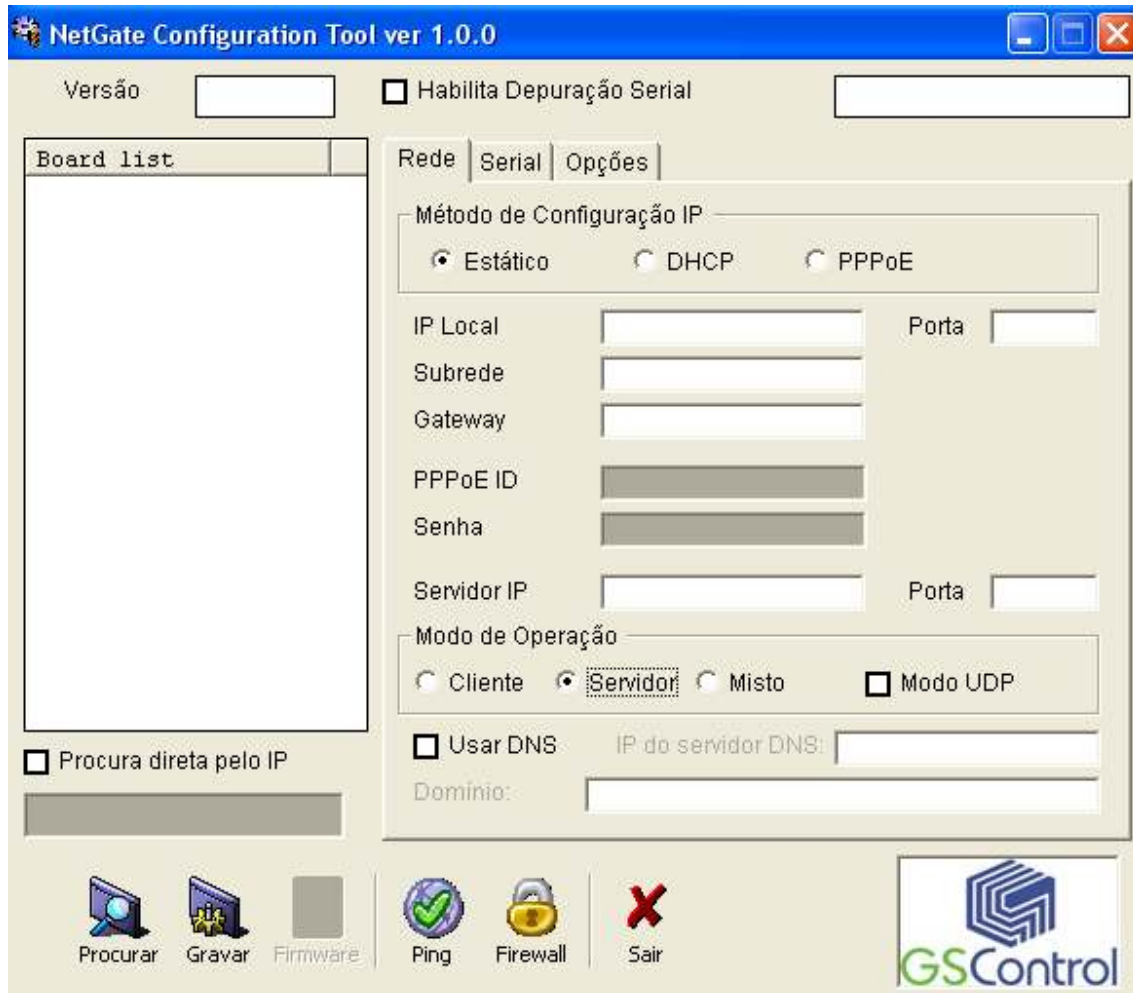 NetGate Configuration Tool ver 1.0.0
Versão
Habilita Depuração Serial
Board list
Rede Serial Opções
Método de Configuração IP
Estático DHCP PPPoE
IP Local Porta
Subrede
Gateway
PPPoE ID
Senha
Servidor IP Porta
Modo de Operação
Cliente Servidor Misto Modo UDP
Usar DNS IP do servidor DNS:
Domínio:
Procura direta pelo IP
Procurar Gravar Firmware Ping Firewall Sair
GSControl